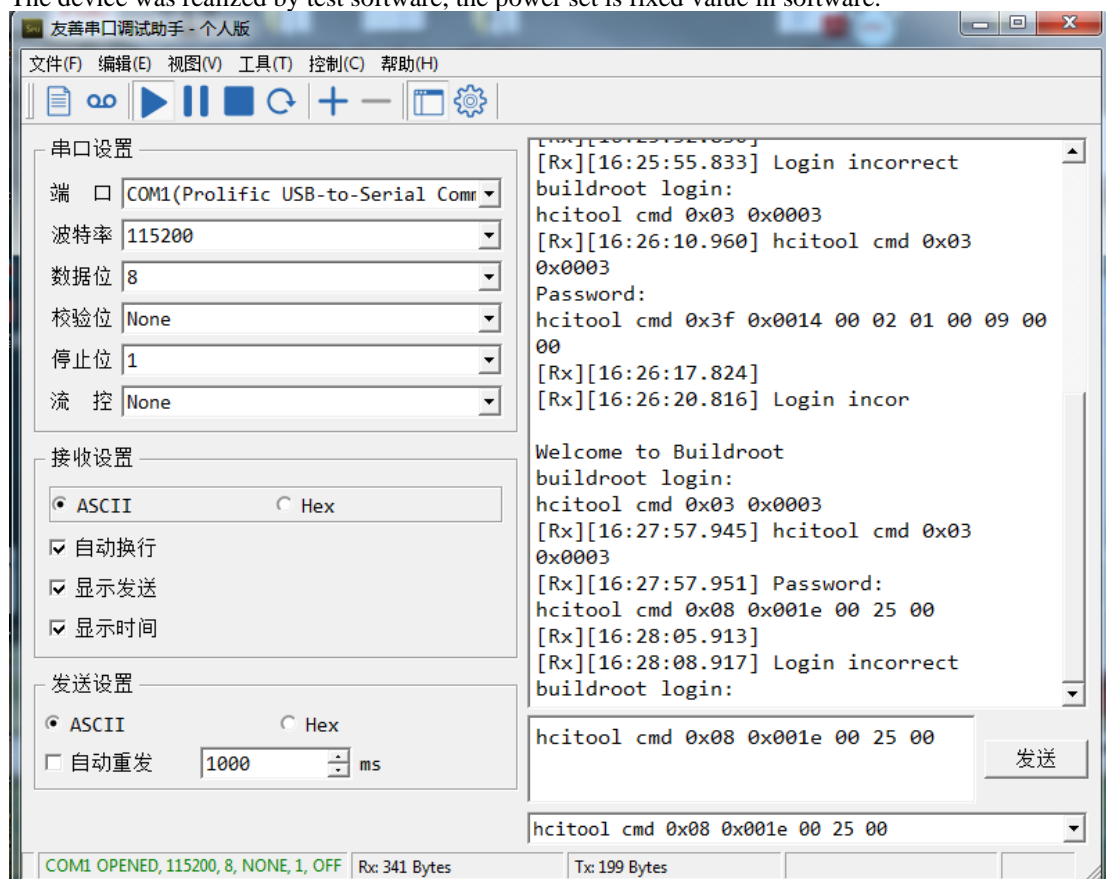 The device was realized by test software, the power set is fixed value in software.
友善串口调试助手 - 个人版
文件(F) 编辑(E) 视图(V) 工具(T) 控制(C) 帮助(H)
串口设置
端 口 COM1(Prolific USB-to-Serial Comm
波特率 115200
数据位 8
校验位 None
停止位 1
流 控 None
接收设置
ASCII Hex
自动换行
显示发送
显示时间
发送设置
ASCII Hex
自动重发 1000 ms
[Rx][16:25:55.833] Login incorrect
buildroot login:
hcitool cmd 0x03 0x0003
[Rx][16:26:10.960] hcitool cmd 0x03
0x0003
Password:
hcitool cmd 0x3f 0x0014 00 02 01 00 09 00
00
[Rx][16:26:17.824]
[Rx][16:26:20.816] Login incor
Welcome to Buildroot
buildroot login:
hcitool cmd 0x03 0x0003
[Rx][16:27:57.945] hcitool cmd 0x03
0x0003
[Rx][16:27:57.951] Password:
hcitool cmd 0x08 0x001e 00 25 00
[Rx][16:28:05.913]
[Rx][16:28:08.917] Login incorrect
buildroot login:
hcitool cmd 0x08 0x001e 00 25 00
发送
hcitool cmd 0x08 0x001e 00 25 00
COM1 OPENED, 115200, 8, NONE, 1, OFF Rx: 341 Bytes Tx: 199 Bytes